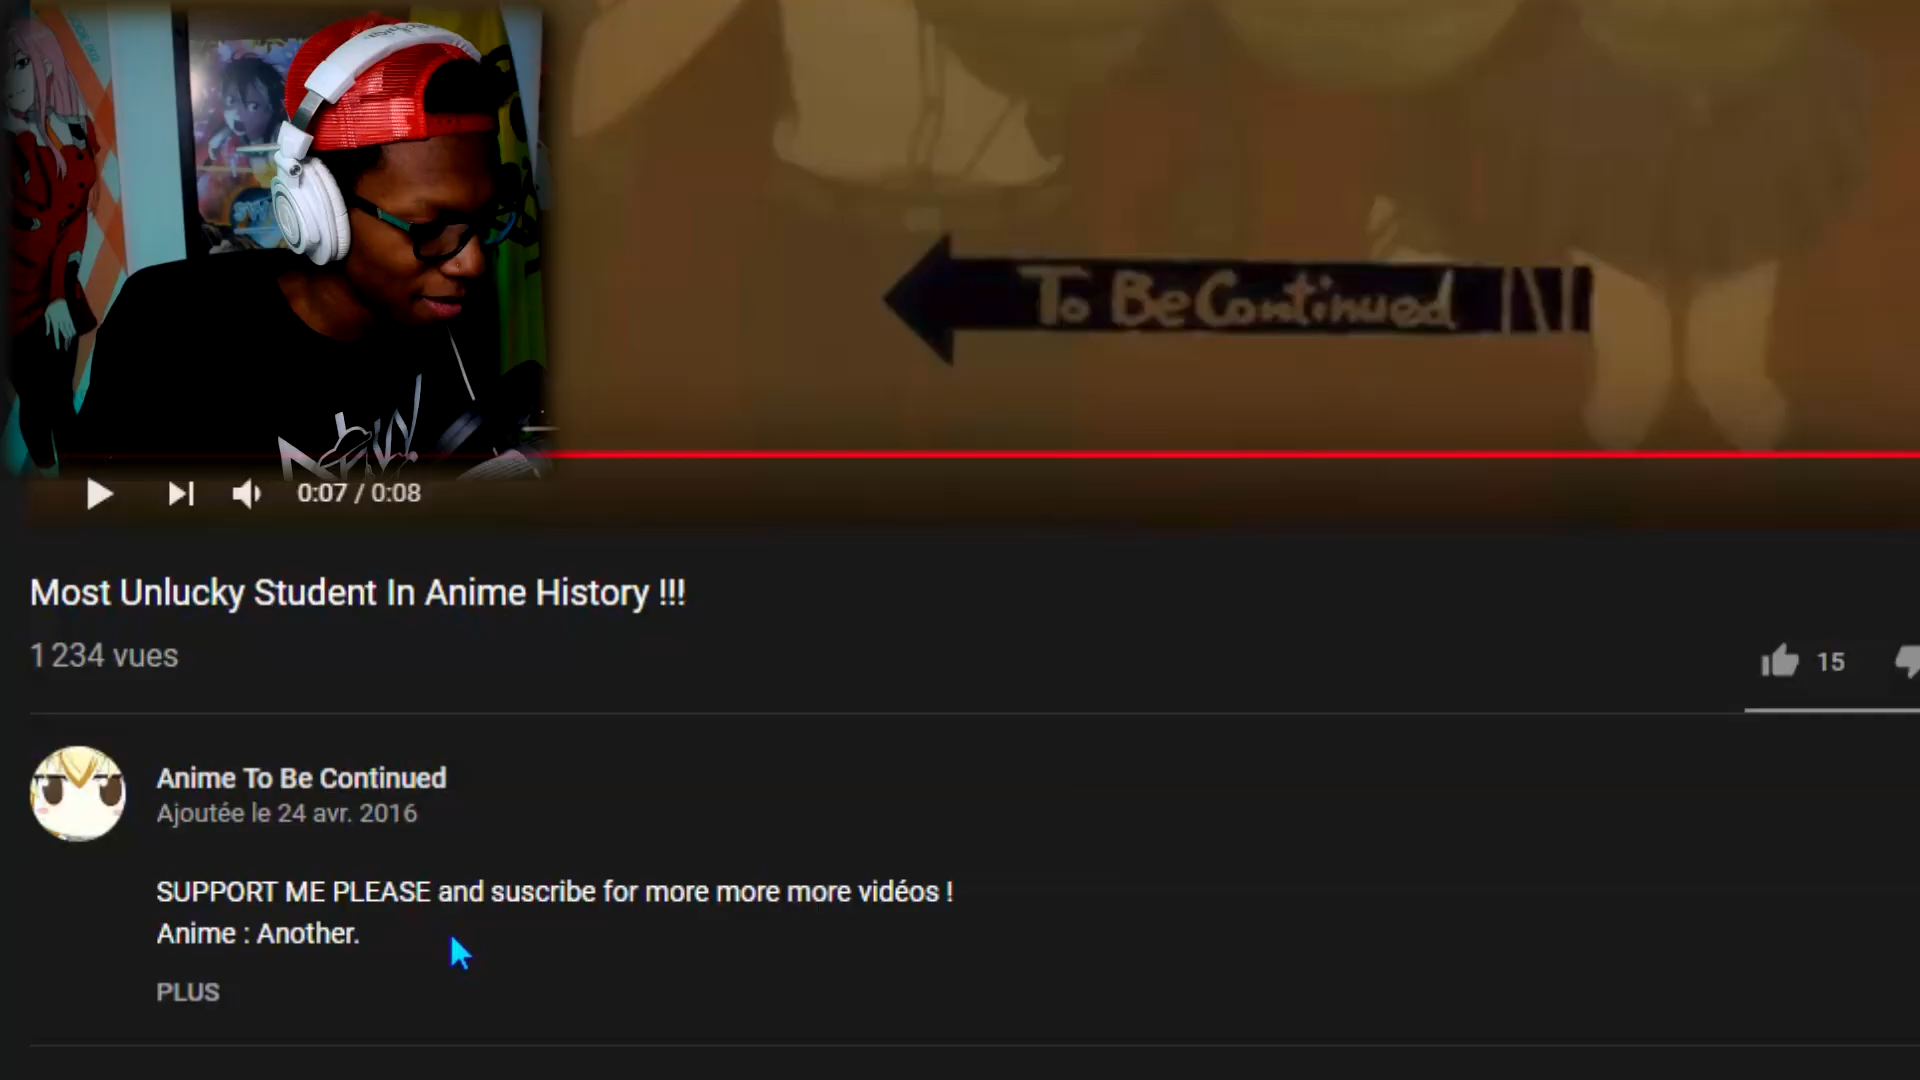 To Be Continued
0:07 / 0:08
Most Unlucky Student In Anime History !!!
1 234 vues
15
Anime To Be Continued
Ajoutée le 24 avr. 2016
SUPPORT ME PLEASE and suscribe for more more more vidéos !
Anime : Another.
PLUS